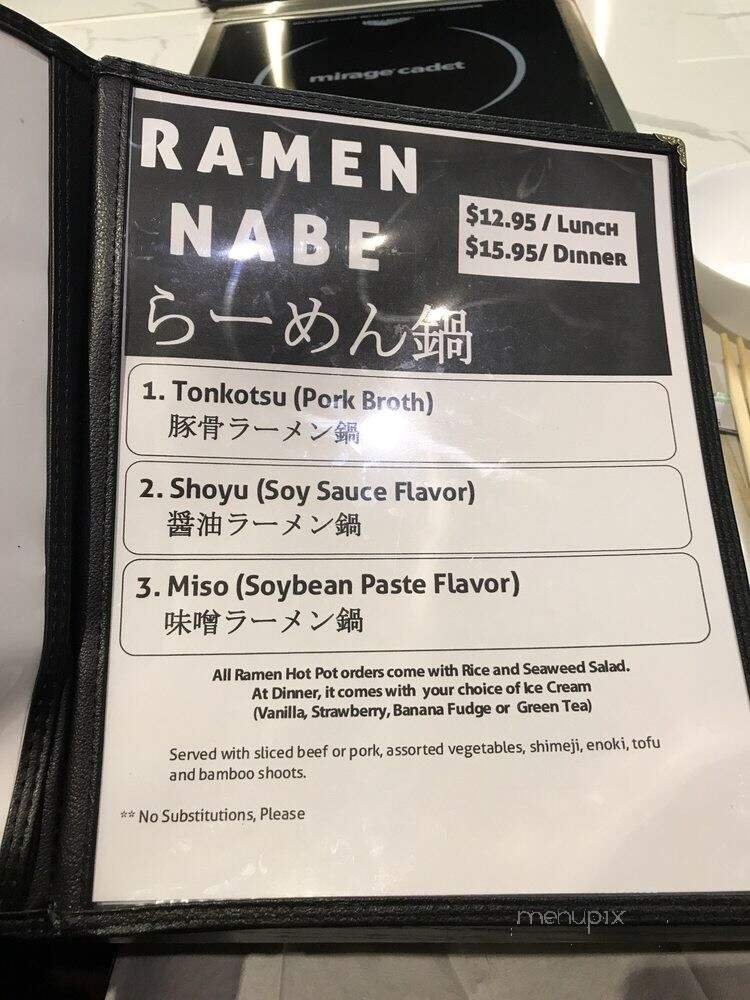 mirage cadet
RAMEN
NABE
$12.95 / Lunch
$15.95/ Dinner
らーめん鍋
1. Tonkotsu (Pork Broth)
豚骨ラーメン鍋
2. Shoyu (Soy Sauce Flavor)
醤油ラーメン鍋
3. Miso (Soybean Paste Flavor)
味噌ラーメン鍋
All Ramen Hot Pot orders come with Rice and Seaweed Salad.
At Dinner, it comes with your choice of Ice Cream
(Vanilla, Strawberry, Banana Fudge or Green Tea)
Served with sliced beef or pork, assorted vegetables, shimeji, enoki, tofu
and bamboo shoots.
** No Substitutions, Please
menupix